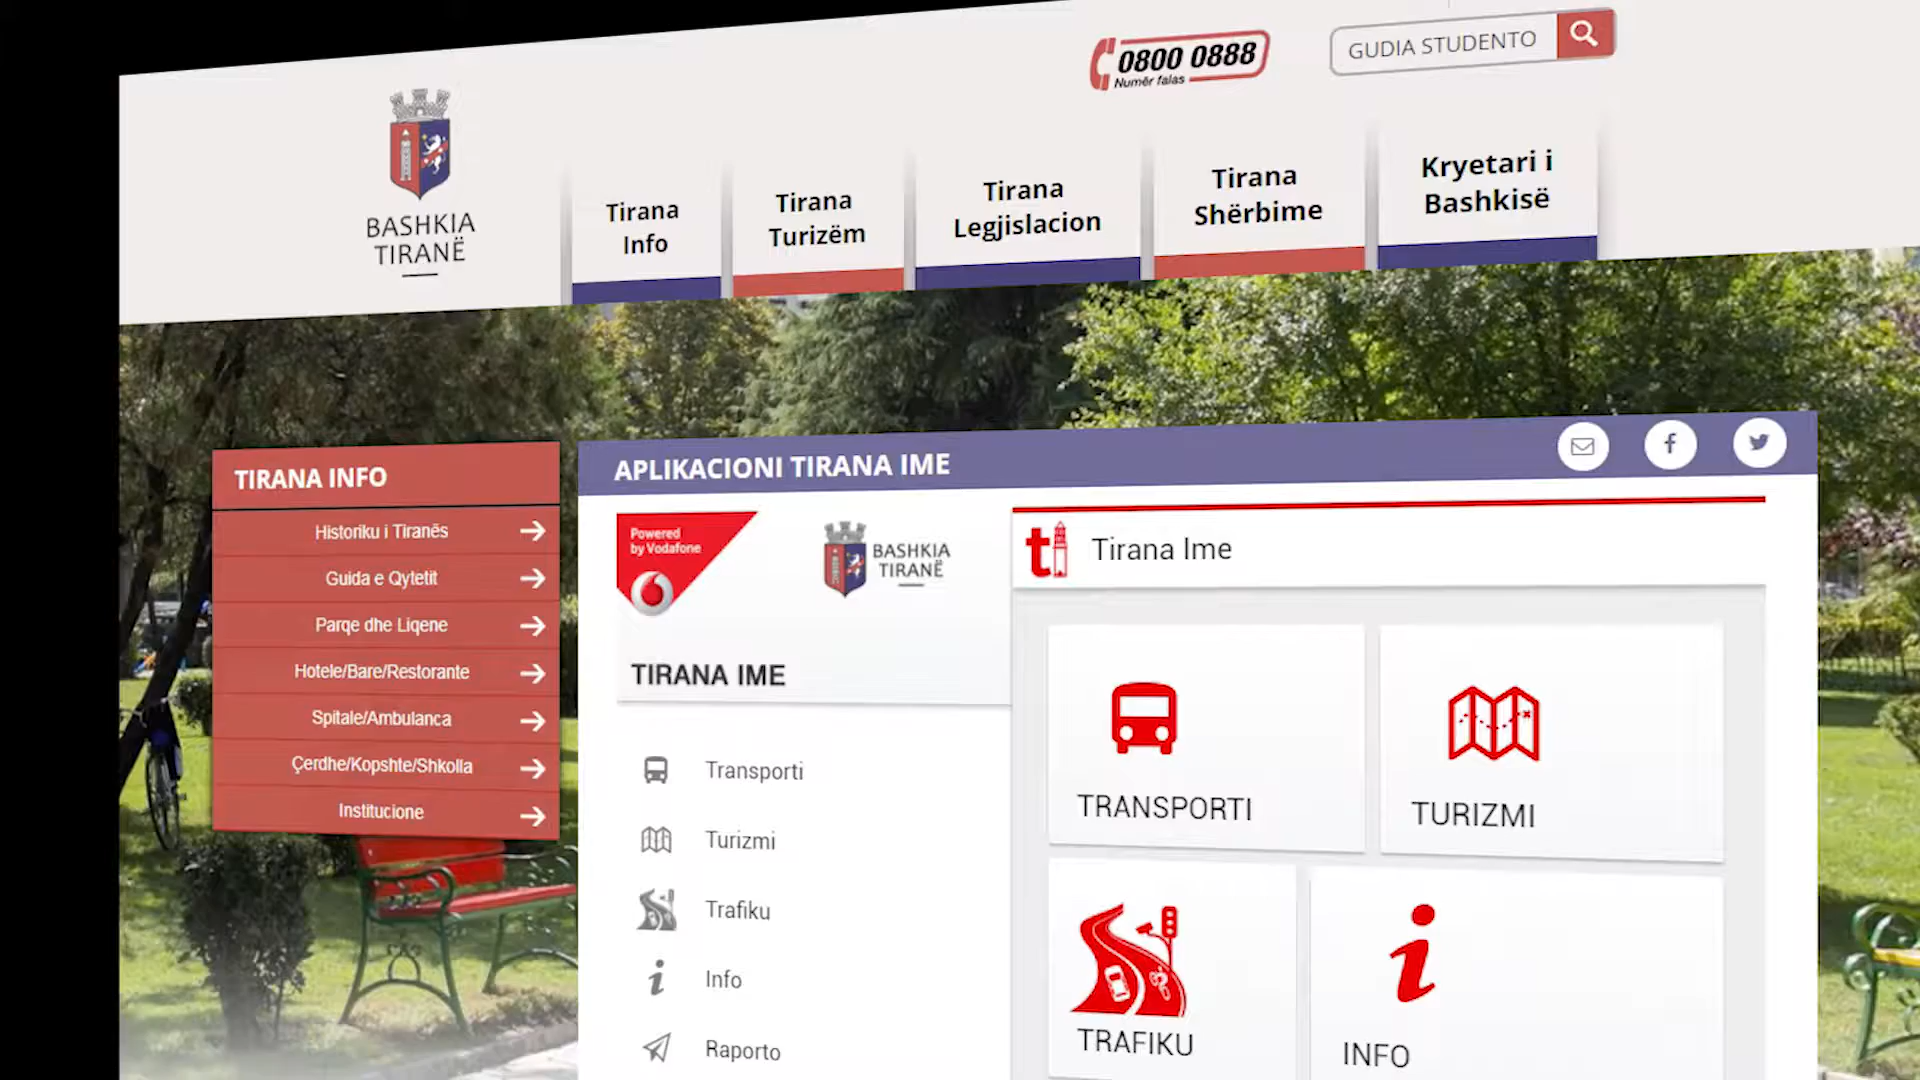 0800 0888
Numër falas
GUDIA STUDENTO
BASHKIA
TIRANË
Tirana
Info
Tirana
Turizëm
Tirana
Legjislacion
Tirana
Shërbime
Kryetari i
Bashkisë
TIRANA INFO
Historiku i Tiranës
Guida e Qytetit
Parqe dhe Liqene
Hotele/Bare/Restorante
Spitale/Ambulanca
Çerdhe/Kopshte/Shkolla
Institucione
APLIKACIONI TIRANA IME
Powered
by Vodafone
BASHKIA
TIRANË
TIRANA IME
Transporti
Turizmi
Trafiku
Info
Raporto
t
Tirana Ime
TRANSPORTI
TURIZMI
TRAFIKU
INFO